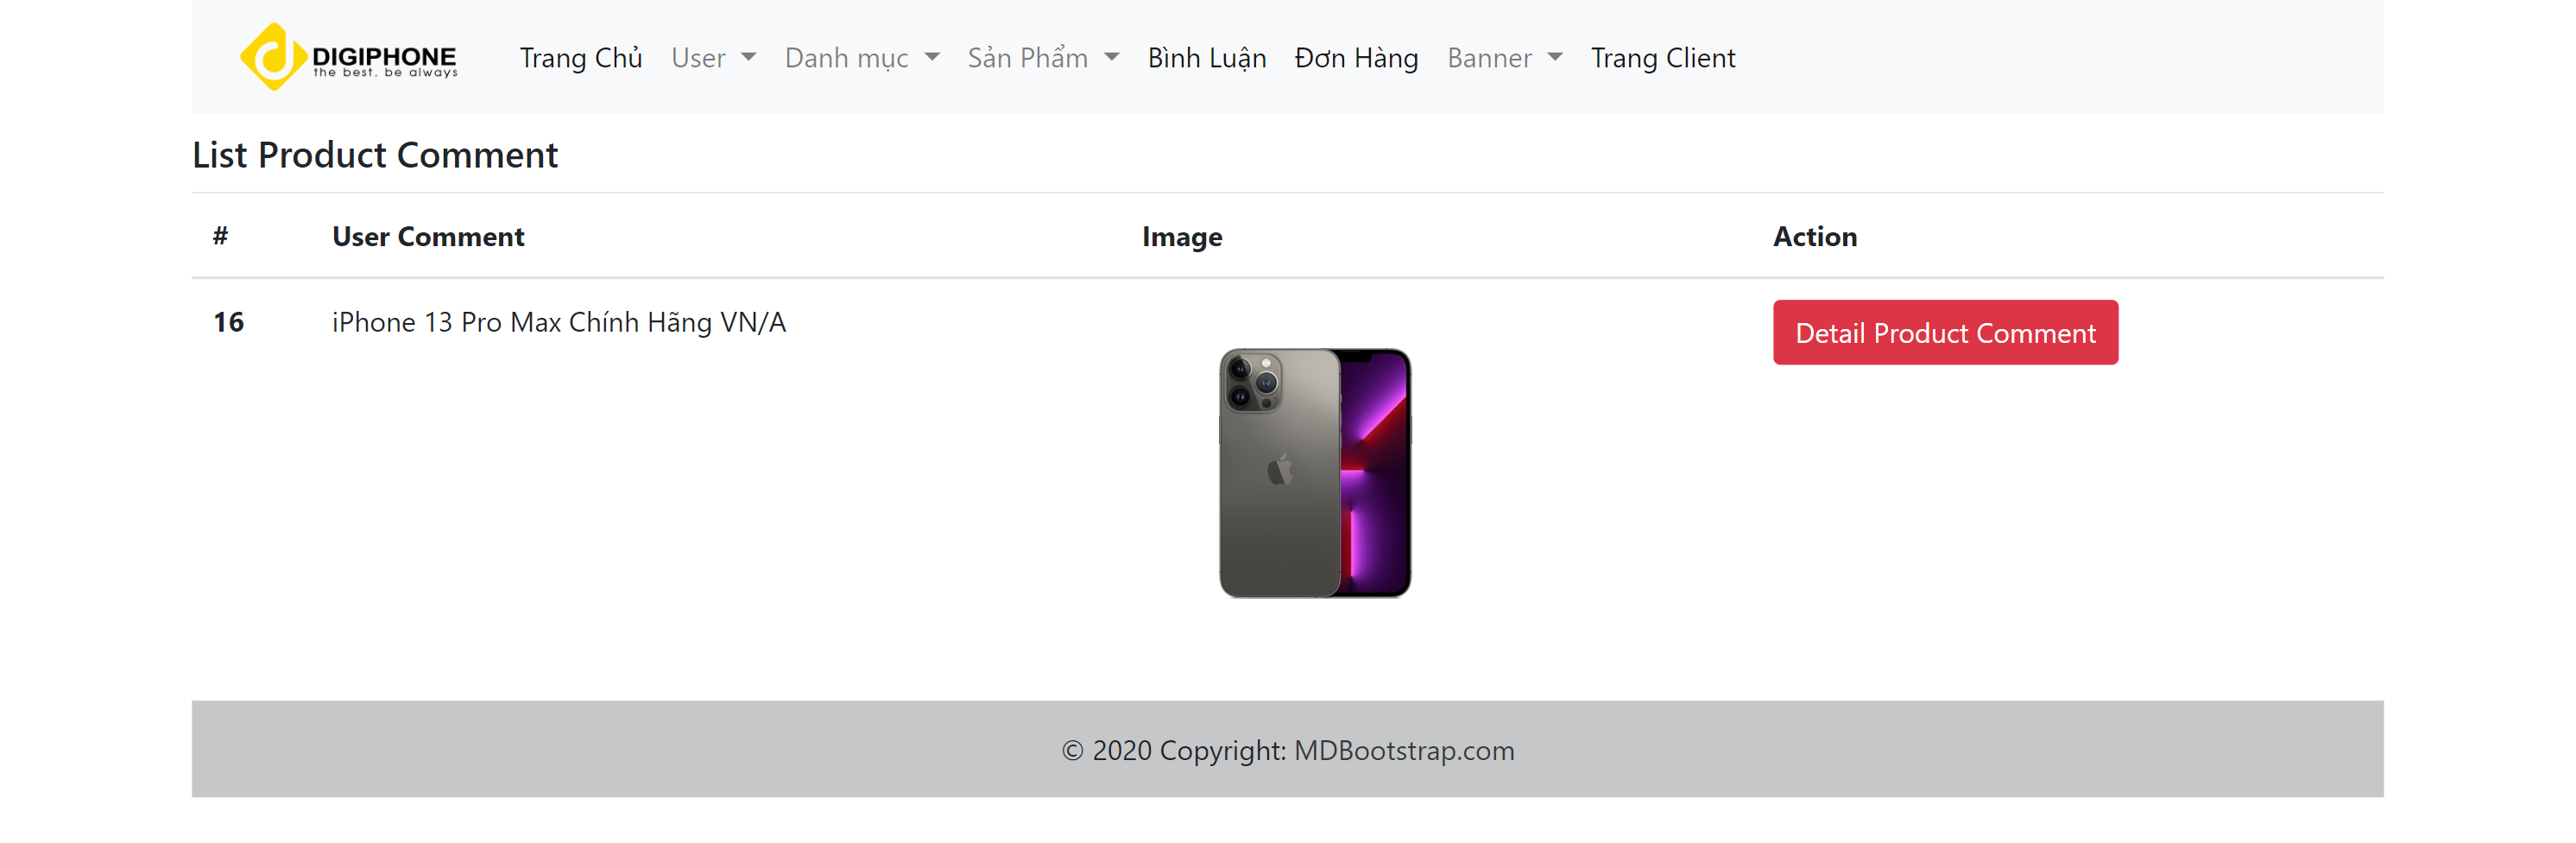 DIGIPHONE
the best, be always
Trang Chủ User Danh mục Sản Phẩm Bình Luận Đơn Hàng Banner Trang Client
List Product Comment
# User Comment Image Action
16 iPhone 13 Pro Max Chính Hãng VN/A Detail Product Comment
© 2020 Copyright: MDBootstrap.com